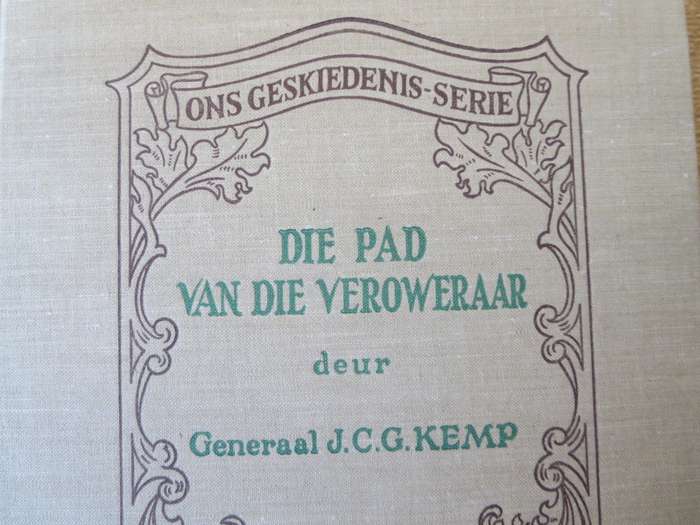 ONS GESKIEDENIS-SERIE
DIE PAD
VAN DIE VEROWERAAR
deur
Generaal J.C.G. KEMP